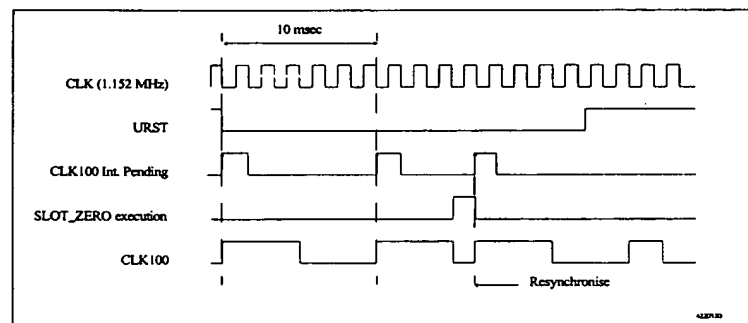 10 msec
CLK (1.152 MHz)
URST
CLK100 Int. Pending
SLOT_ZERO execution
CLK100
Resynchronise